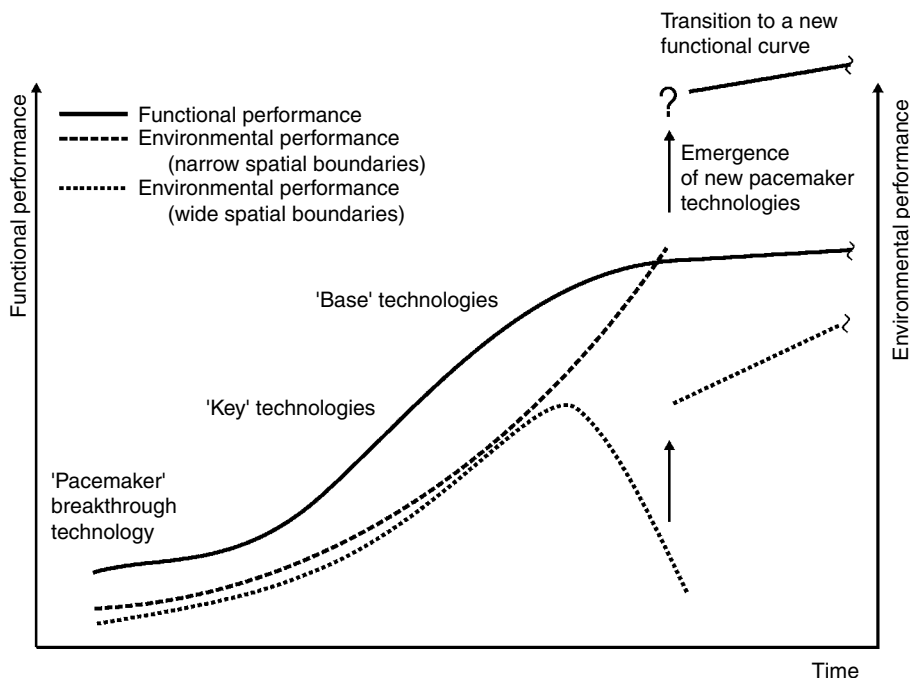 Transition to a new
functional curve
Functional performance
Environmental performance
(narrow spatial boundaries)
Environmental performance
(wide spatial boundaries)
?
Emergence
of new pacemaker
technologies
Functional performance
Environmental performance
'Base' technologies
'Key' technologies
'Pacemaker'
breakthrough
technology
Time